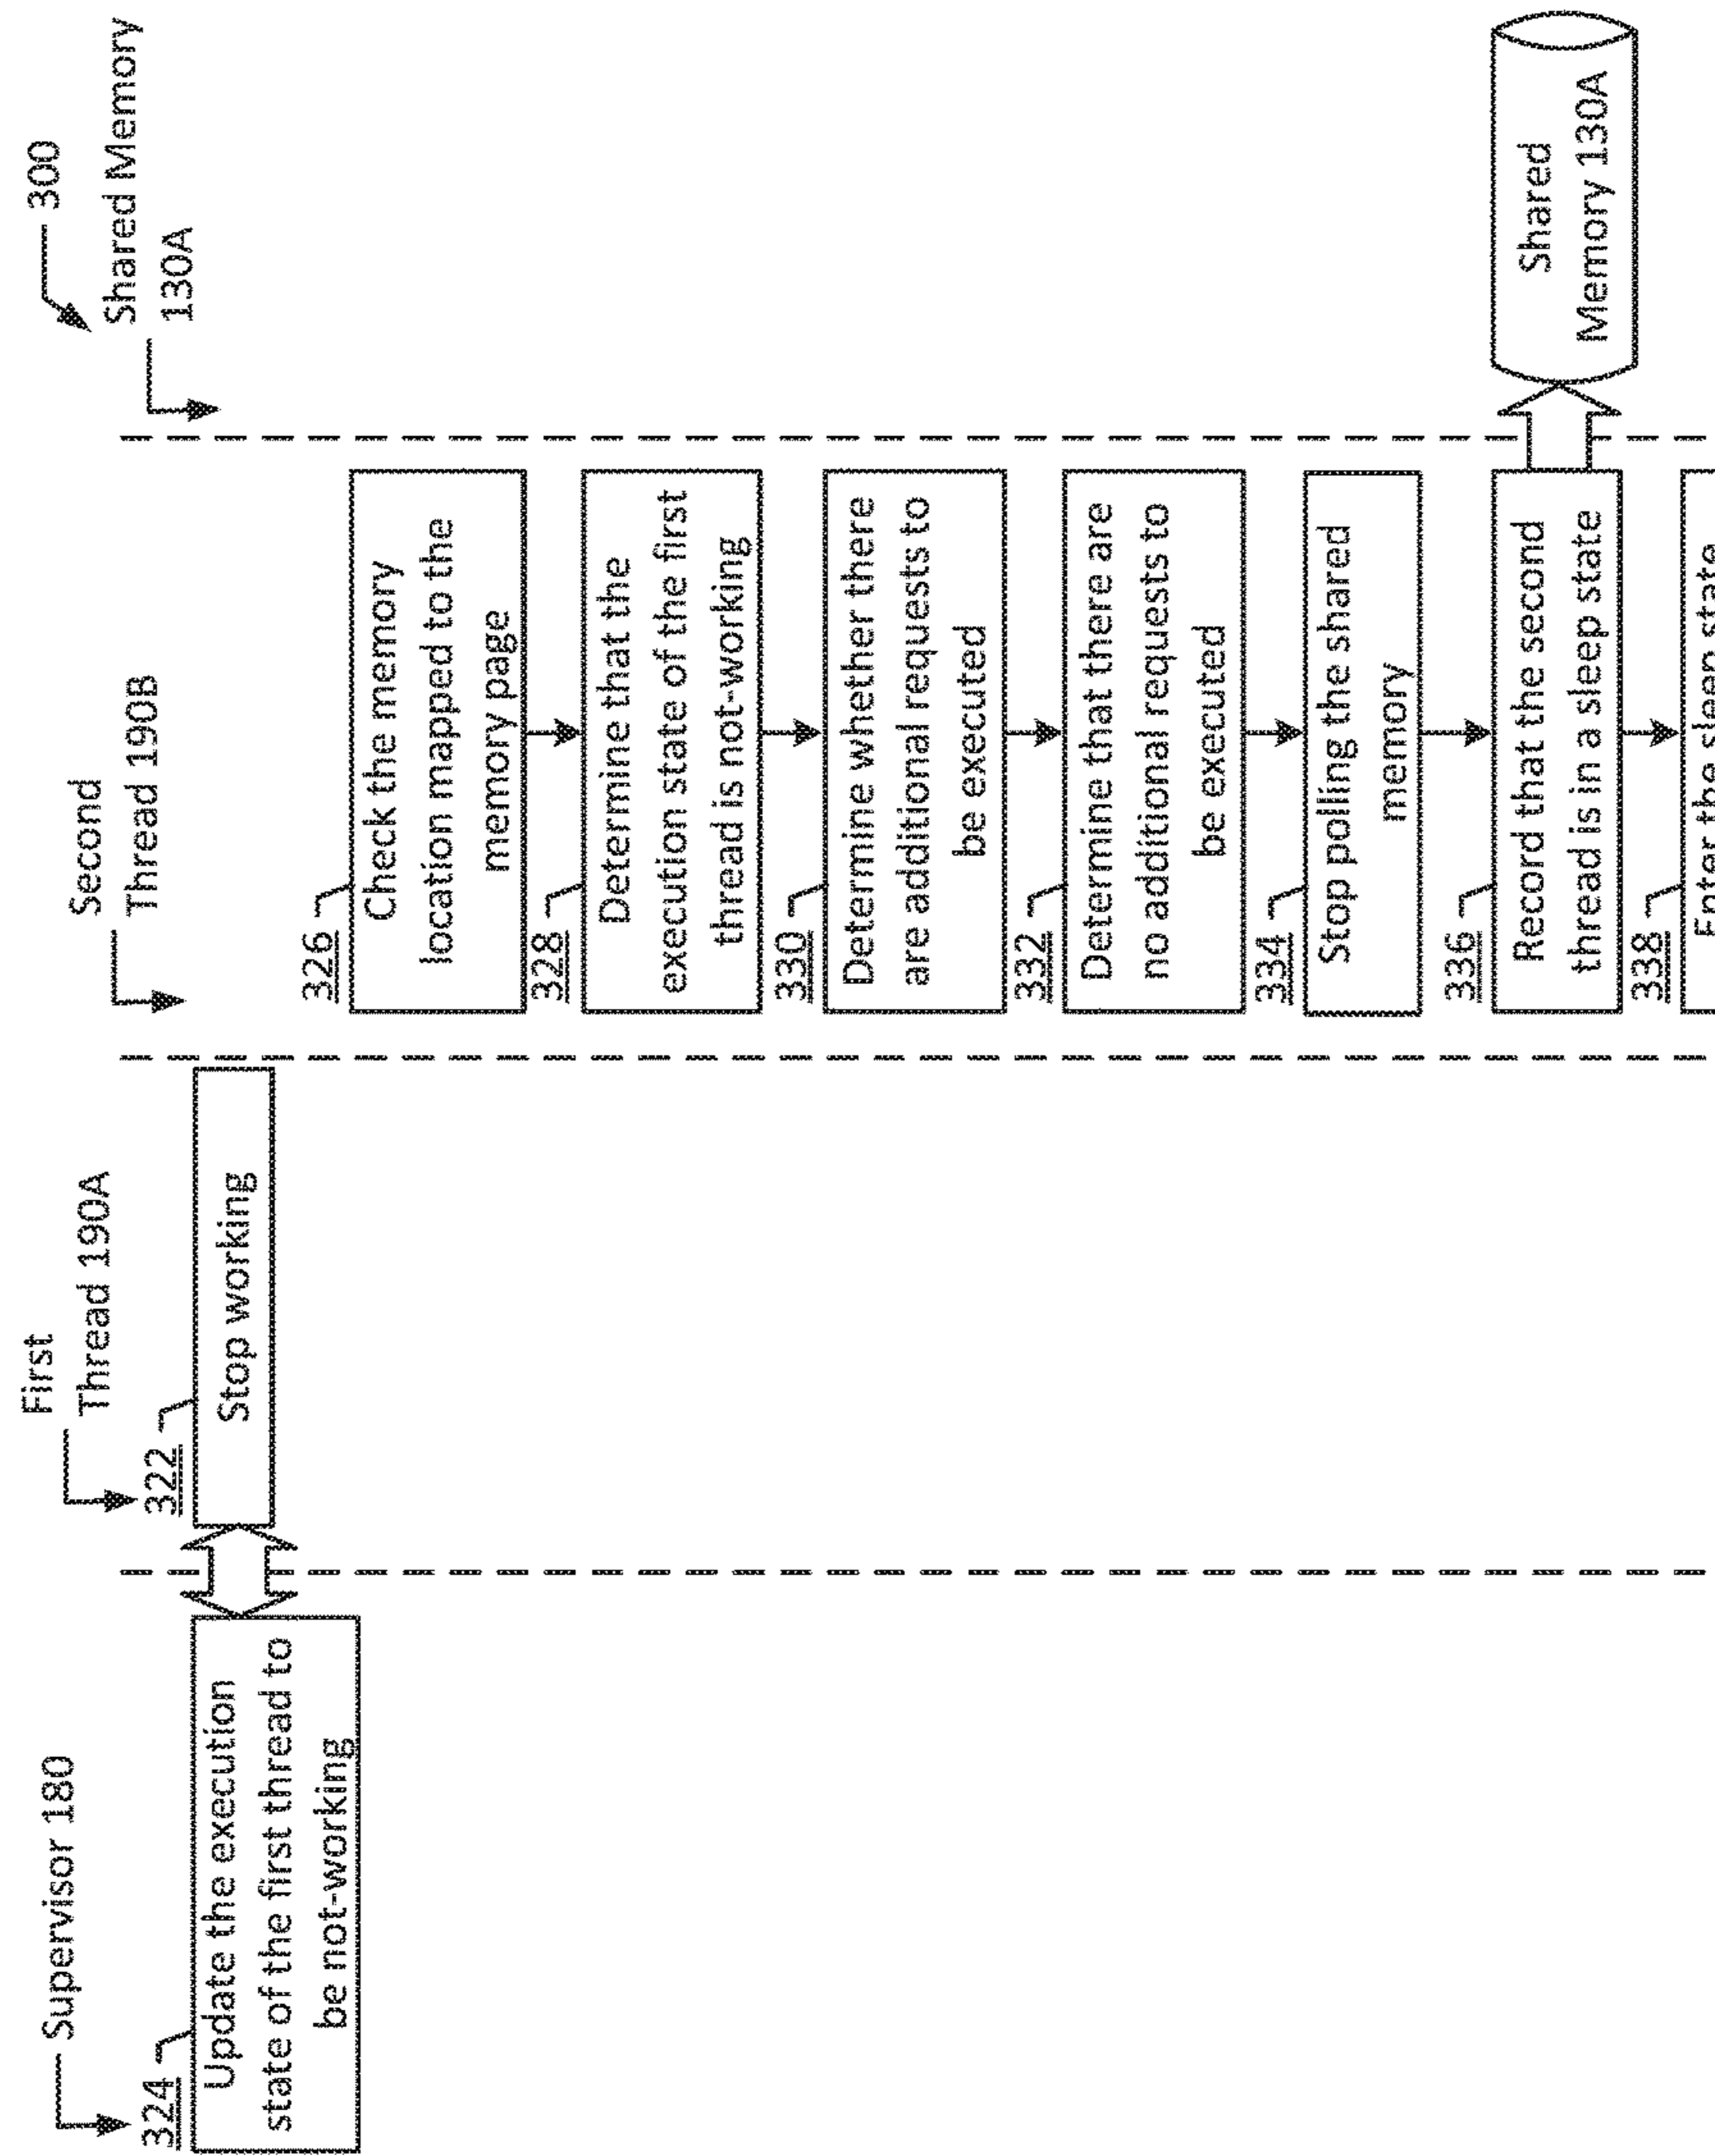 300
Supervisor 180
First
Thread 190A
Second
Thread 190B
Shared Memory
130A
324
Update the execution
state of the first thread to
be not-working
322
Stop working
326
Check the memory
location mapped to the
memory page
328
Determine that the
execution state of the first
thread is not-working
330
Determine whether there
are additional requests to
be executed
332
Determine that there are
no additional requests to
be executed
334
Stop polling the shared
memory
336
Record that the second
thread is in a sleep state
Shared
Memory 130A
338
Enter the sleep state